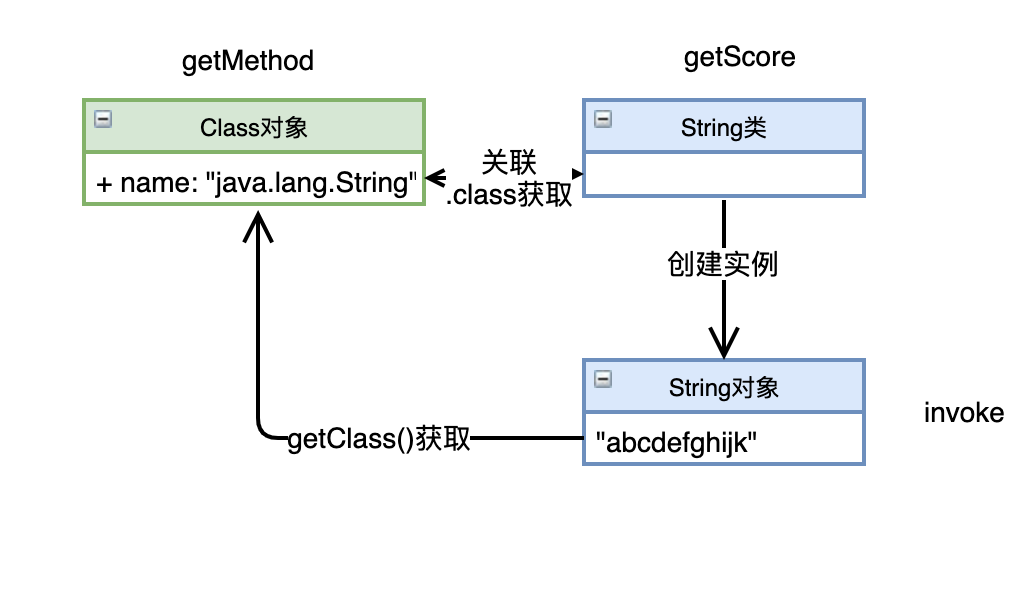 getMethod
getScore
Class对象
String类
+ name: "java.lang.String"
关联
.class获取
创建实例
String对象
invoke
getClass()获取
"abcdefghijk"